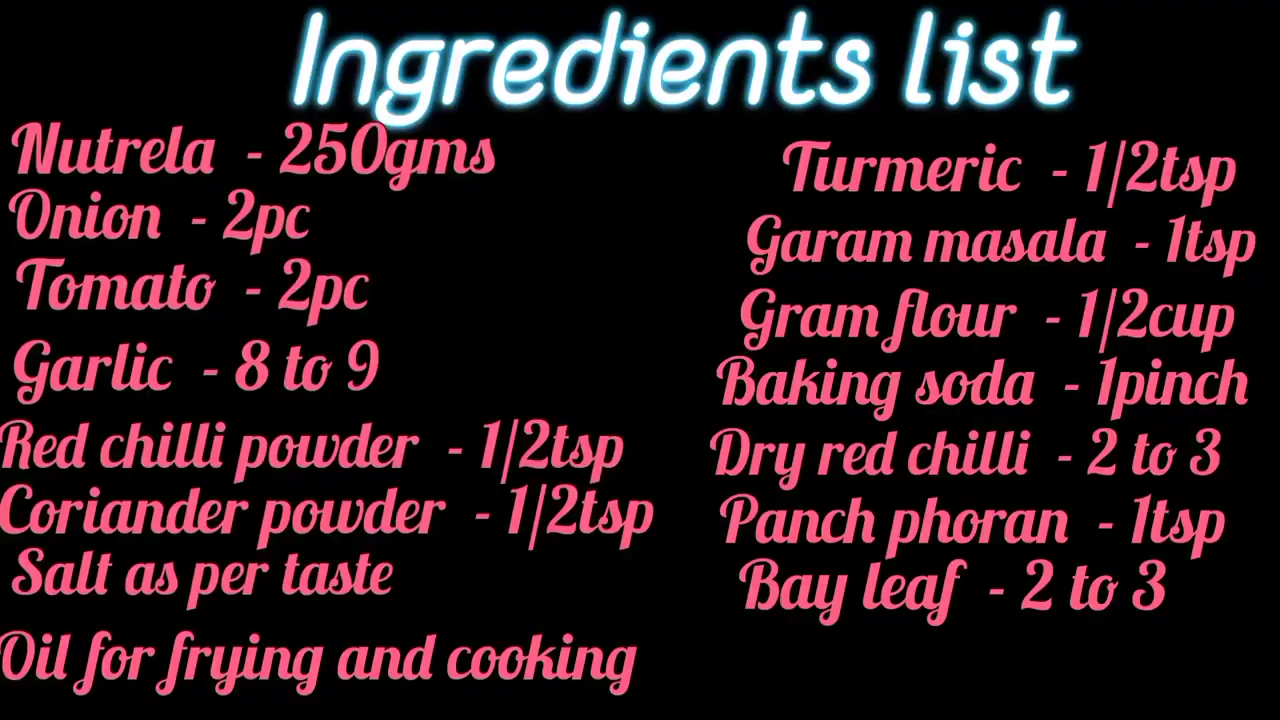 Ingredients list
Nutrela - 250gms
Onion - 2pc
Tomato - 2pc
Garlic - 8 to 9
Red chilli powder - 1/2tsp
Coriander powder - 1/2tsp
Salt as per taste
Oil for frying and cooking
Turmeric - 1/2tsp
Garam masala - 1tsp
Gram flour - 1/2cup
Baking soda - 1pinch
Dry red chilli - 2 to 3
Panch phoran - 1tsp
Bay leaf - 2 to 3